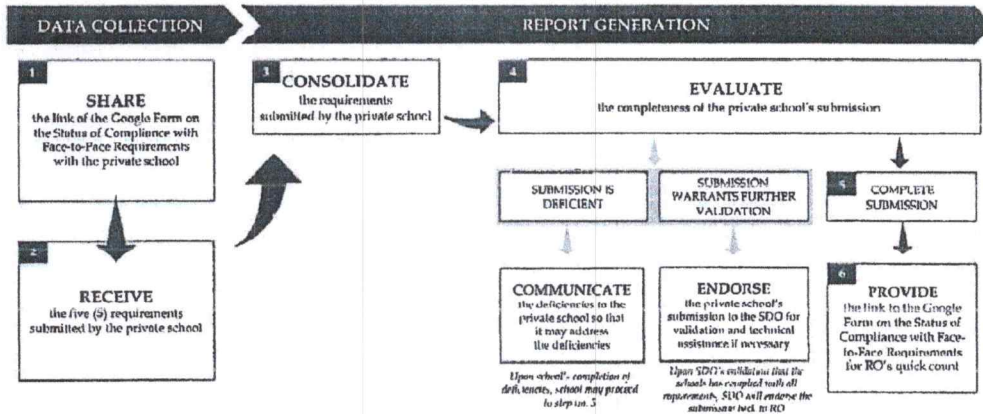 DATA COLLECTION
REPORT GENERATION
1
SHARE
the link of the Google Form on
the Status of Compliance with
Face-to-Face Requirements
with the private school
2
RECEIVE
the five (5) requirements
submitted by the private school
3
CONSOLIDATE
the requirements
submitted by the private school
4
EVALUATE
the completeness of the private school's submission
SUBMISSION IS
DEFICIENT
SUBMISSION
WARRANTS FURTHER
VALIDATION
5
COMPLETE
SUBMISSION
COMMUNICATE
the deficiencies to the
private school so that
it may address
the deficiencies
Upon school's completion of
deficiencies, school may proceed
to step no. 5
ENDORSE
the private school's
submission to the SDO for
validation and technical
assistance if necessary
Upon SDO's validation that the
schools has complied with all
requirements, SDO will endorse the
submission back to RO
6
PROVIDE
the link to the Google
Form on the Status of
Compliance with Face-
to-Face Requirements
for RO's quick count